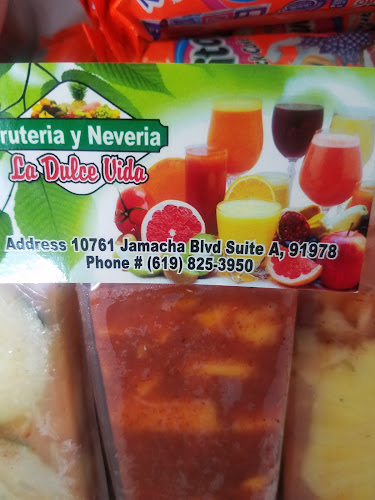 ruteria y Neveria
La Dulce Vida
Address 10761 Jamacha Blvd Suite A, 91978
Phone # (619) 825-3950